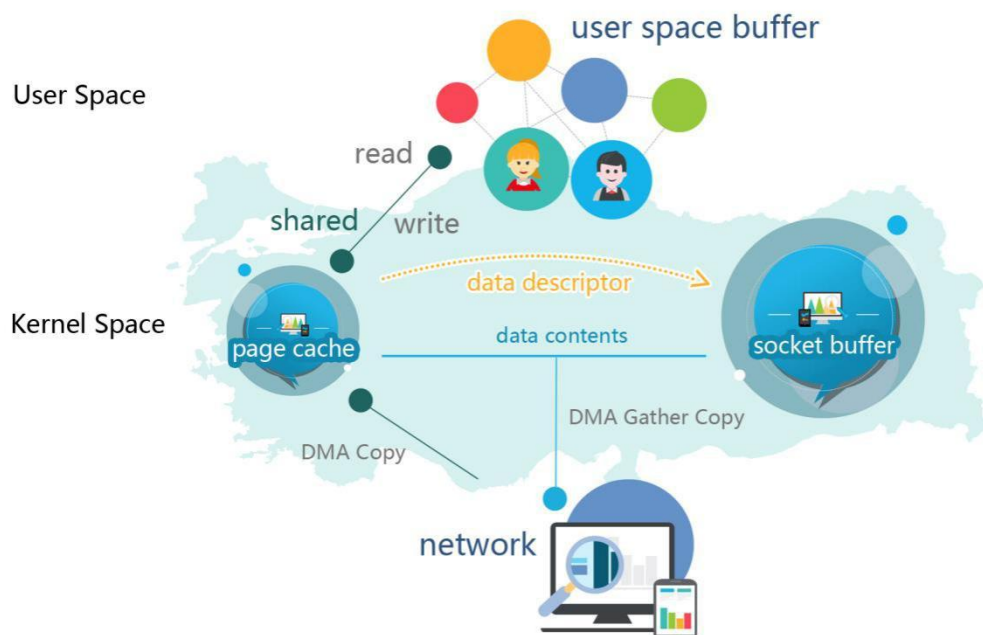 user space buffer
User Space
read
shared
write
data descriptor
Kernel Space
data contents
page cache
socket buffer
DMA Gather Copy
DMA Copy
network